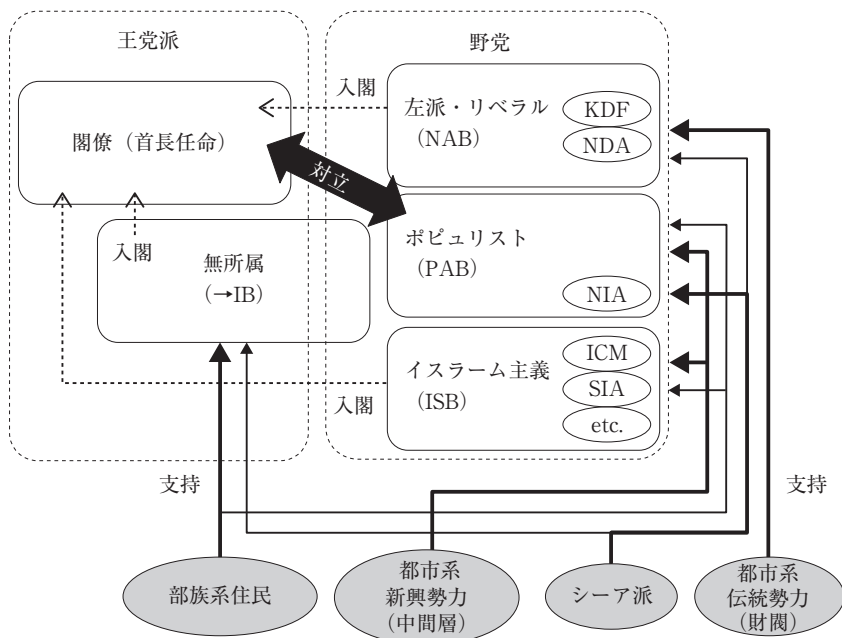 王党派
野党
入閣
左派・リベラル
(NAB)
KDF
NDA
閣僚(首長任命)
対立
ポピュリスト
(PAB)
NIA
入閣
無所属
(→IB)
イスラーム主義
(ISB)
ICM
SIA
etc.
入閣
支持
支持
部族系住民
都市系
新興勢力
(中間層)
シーア派
都市系
伝統勢力
(財閥)